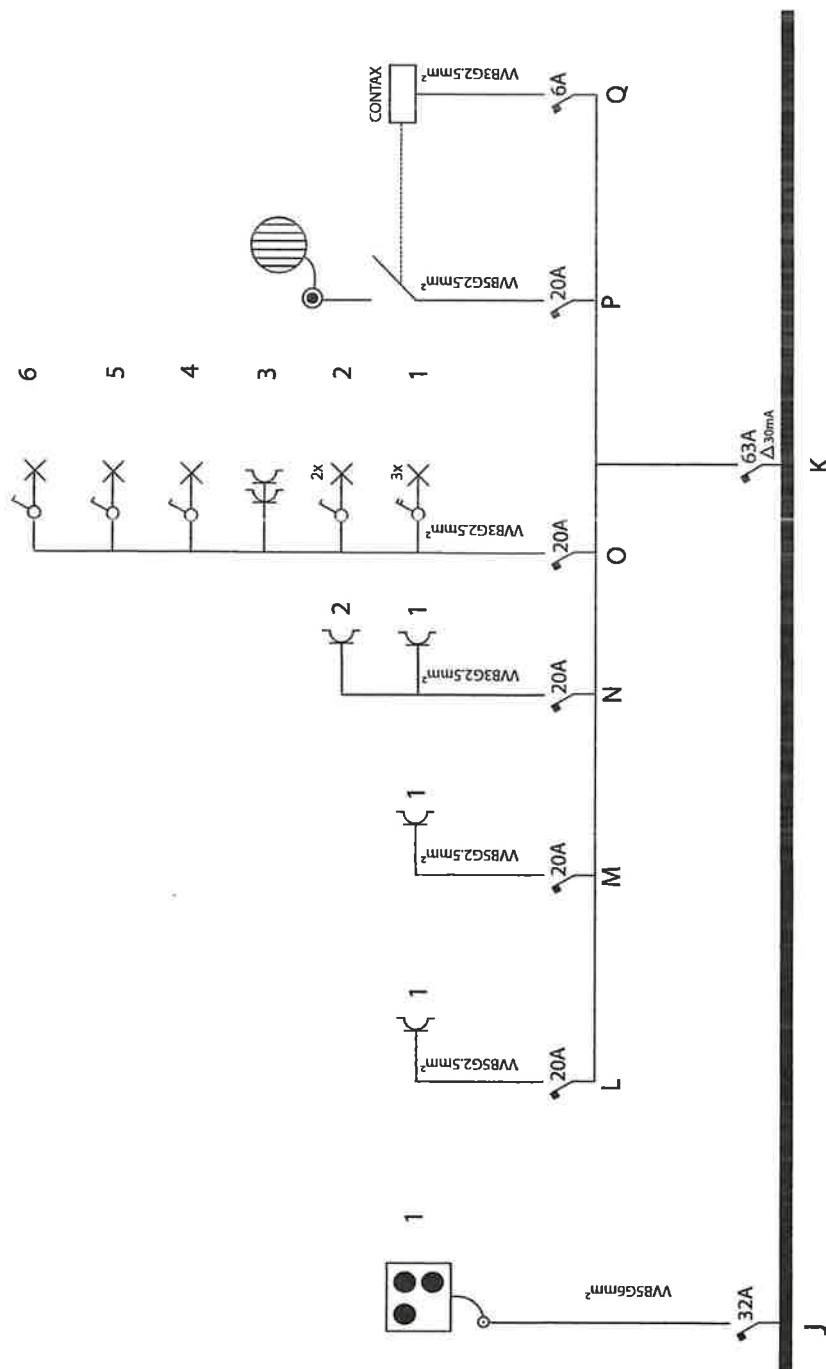 6
5
4
3
2
1
2x
3x
CONTAX
VVB3G2.5mm²
6A
Q
VVB5G2.5mm²
20A
P
VVB3G2.5mm²
20A
O
2
1
VVB3G2.5mm²
20A
N
1
VVB5G2.5mm²
20A
M
1
VVB5G2.5mm²
20A
L
63A
Δ30mA
K
1
VVB5G6mm²
32A
J